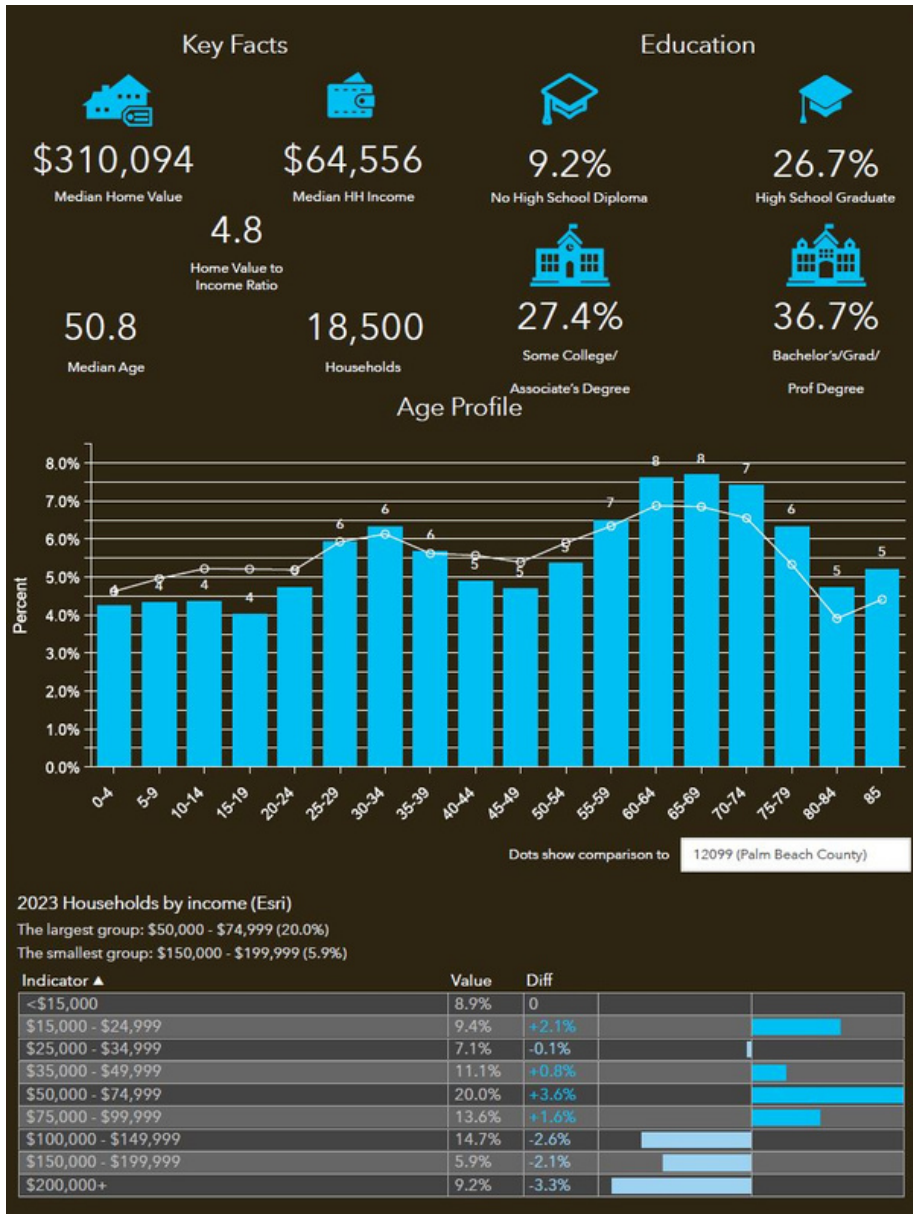 Key Facts
Education
$310,094
Median Home Value
$64,556
Median HH Income
9.2%
No High School Diploma
26.7%
High School Graduate
4.8
Home Value to
Income Ratio
50.8
Median Age
18,500
Households
27.4%
Some College/
Associate's Degree
36.7%
Bachelor's/Grad/
Prof Degree
Age Profile
Percent
8.0%
7.0%
6.0%
5.0%
4.0%
3.0%
2.0%
1.0%
0.0%
4 4 4 4 5 6 6 6 5 5 5 7 8 8 7 6 5 5
0-4 5-9 10-14 15-19 20-24 25-29 30-34 35-39 40-44 45-49 50-54 55-59 60-64 65-69 70-74 75-79 80-84 85
Dots show comparison to 12099 (Palm Beach County)
2023 Households by income (Esri)
The largest group: $50,000 - $74,999 (20.0%)
The smallest group: $150,000 - $199,999 (5.9%)
Indicator ▲ Value Diff
<$15,000 8.9% 0
$15,000 - $24,999 9.4% +2.1%
$25,000 - $34,999 7.1% -0.1%
$35,000 - $49,999 11.1% +0.8%
$50,000 - $74,999 20.0% +3.6%
$75,000 - $99,999 13.6% +1.6%
$100,000 - $149,999 14.7% -2.6%
$150,000 - $199,999 5.9% -2.1%
$200,000+ 9.2% -3.3%